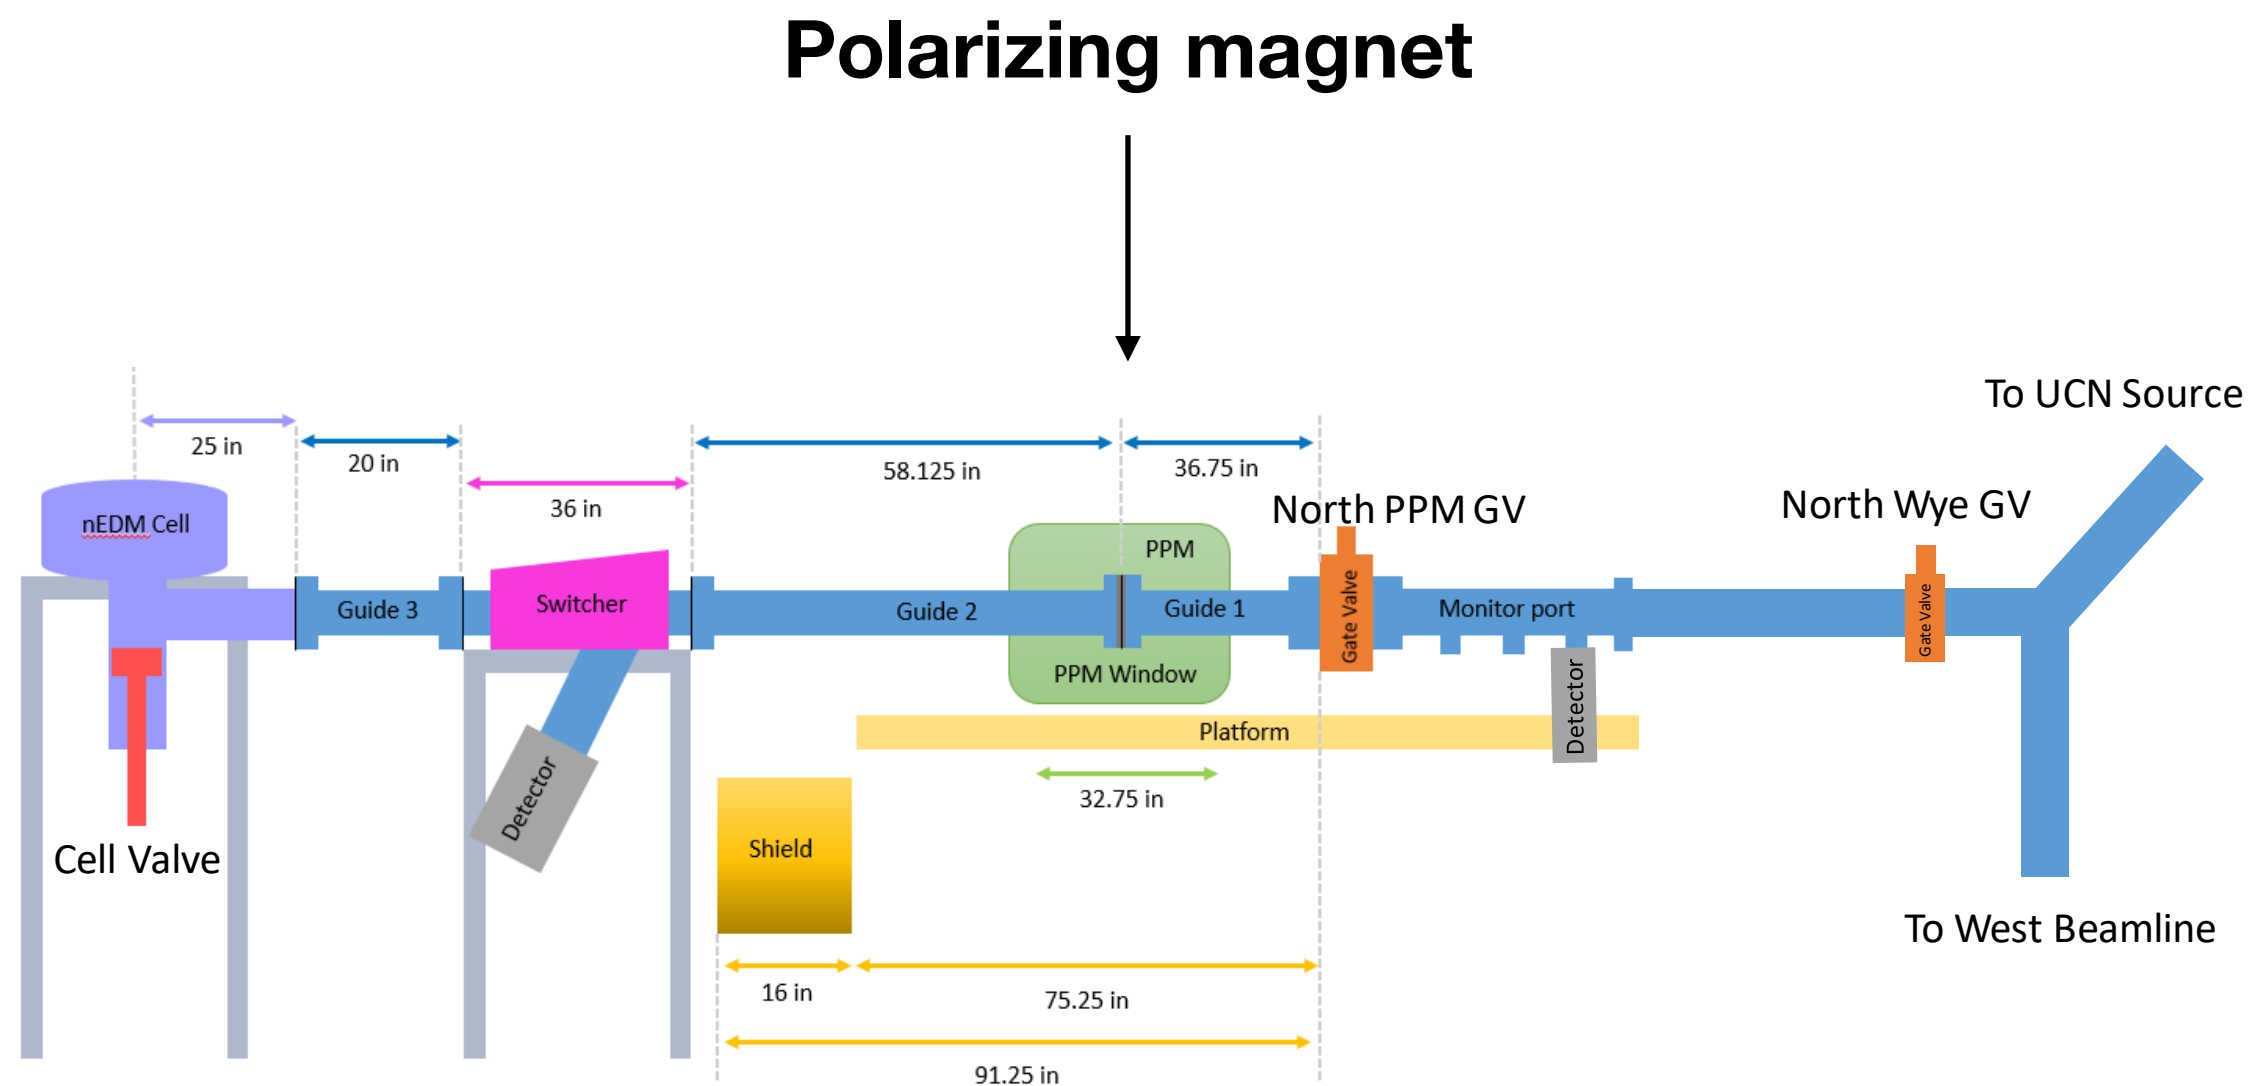 Polarizing magnet
To UCN Source
25 in
20 in
36 in
58.125 in
36.75 in
North PPM GV
North Wye GV
nEDM Cell
PPM
Guide 3
Switcher
Guide 2
Guide 1
Gate Valve
Monitor port
Gate Valve
PPM Window
Detector
Platform
Detector
32.75 in
Cell Valve
Shield
To West Beamline
16 in
75.25 in
91.25 in